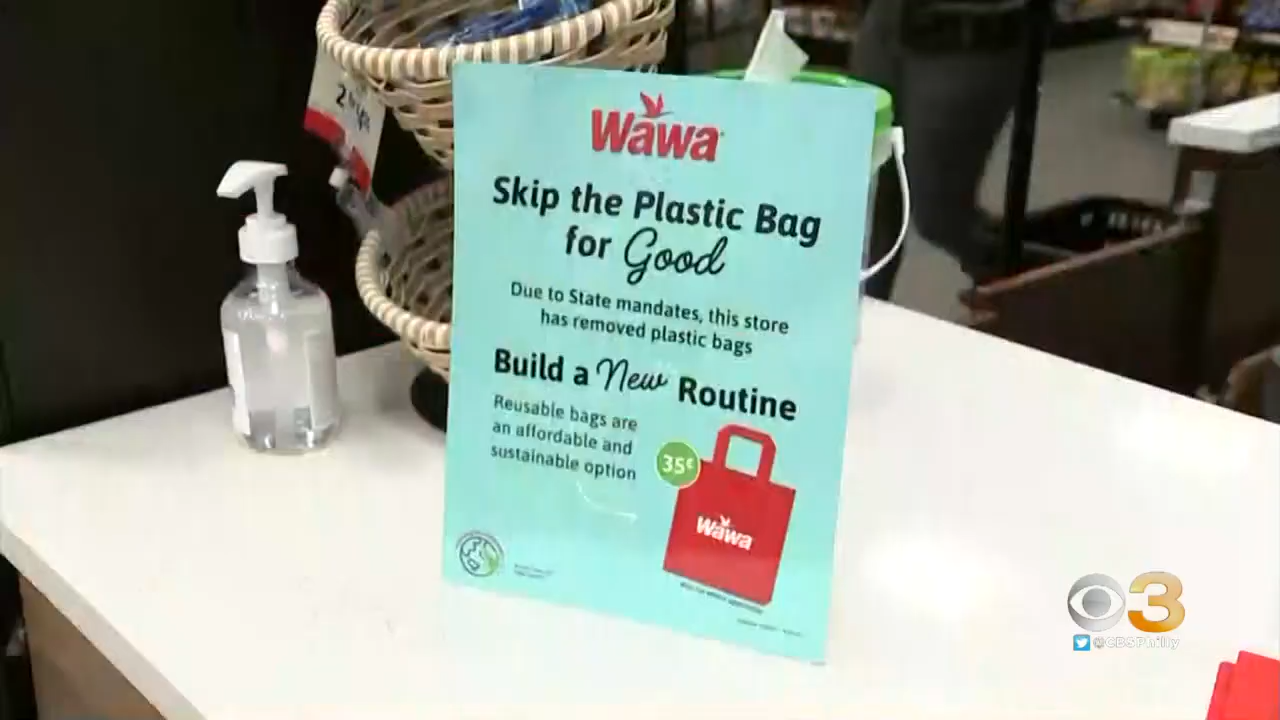 Wawa
Skip the Plastic Bag
for Good
Due to State mandates, this store
has removed plastic bags
Build a New Routine
Reusable bags are
an affordable and
sustainable option
35¢
Wawa
3
@CBSPhilly